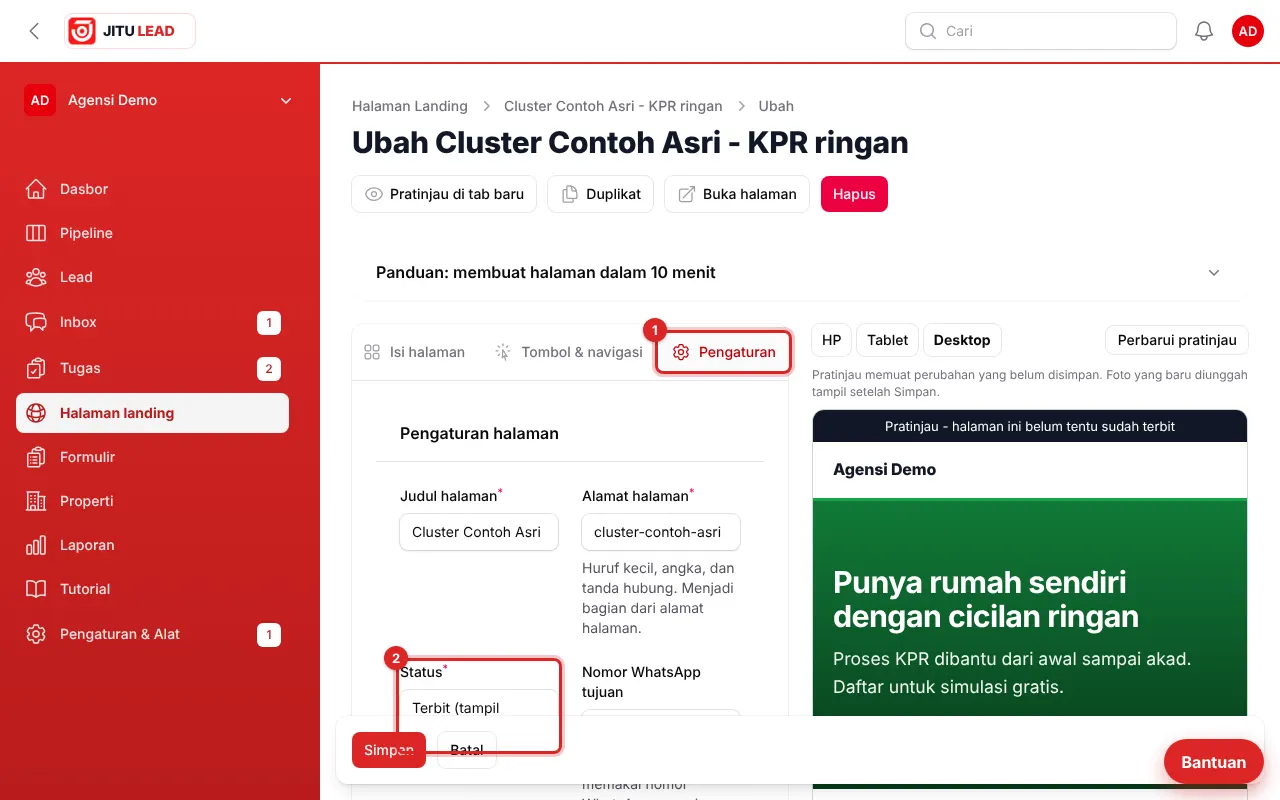 JITU LEAD
Cari
AD
AD
Agensi Demo
Dasbor
Pipeline
Lead
Inbox
1
Tugas
2
Halaman landing
Formulir
Properti
Laporan
Tutorial
Pengaturan & Alat
1
Halaman Landing
Cluster Contoh Asri - KPR ringan
Ubah
Ubah Cluster Contoh Asri - KPR ringan
Pratinjau di tab baru
Duplikat
Buka halaman
Hapus
Panduan: membuat halaman dalam 10 menit
Isi halaman
Tombol & navigasi
1
Pengaturan
Pengaturan halaman
Judul halaman*
Cluster Contoh Asri
Alamat halaman*
cluster-contoh-asri
Huruf kecil, angka, dan
tanda hubung. Menjadi
bagian dari alamat
halaman.
2
Status*
Terbit (tampil
Nomor WhatsApp
tujuan
Simpan
Batal
memakai nomor
HP
Tablet
Desktop
Perbarui pratinjau
Pratinjau memuat perubahan yang belum disimpan. Foto yang baru diunggah
tampil setelah Simpan.
Pratinjau - halaman ini belum tentu sudah terbit
Agensi Demo
Punya rumah sendiri
dengan cicilan ringan
Proses KPR dibantu dari awal sampai akad.
Daftar untuk simulasi gratis.
Bantuan